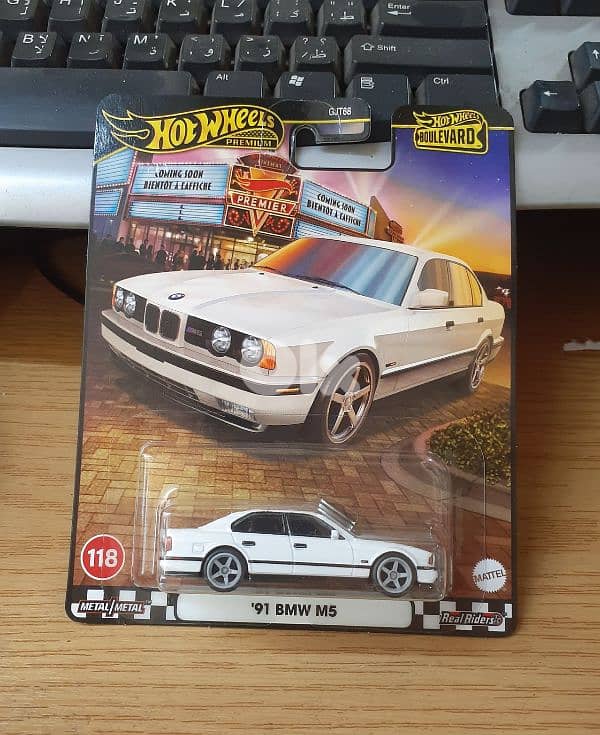 Enter
Shift
Alt
Ctrl
GJT68
HOT WHEELS
PREMIUM
HOT WHEELS
BOULEVARD
COMING SOON
BIENTÔT À L'AFFICHE
PREMIER
COMING SOON
BIENTÔT À L'AFFICHE
118
MATTEL
METAL/METAL
'91 BMW M5
Real Riders